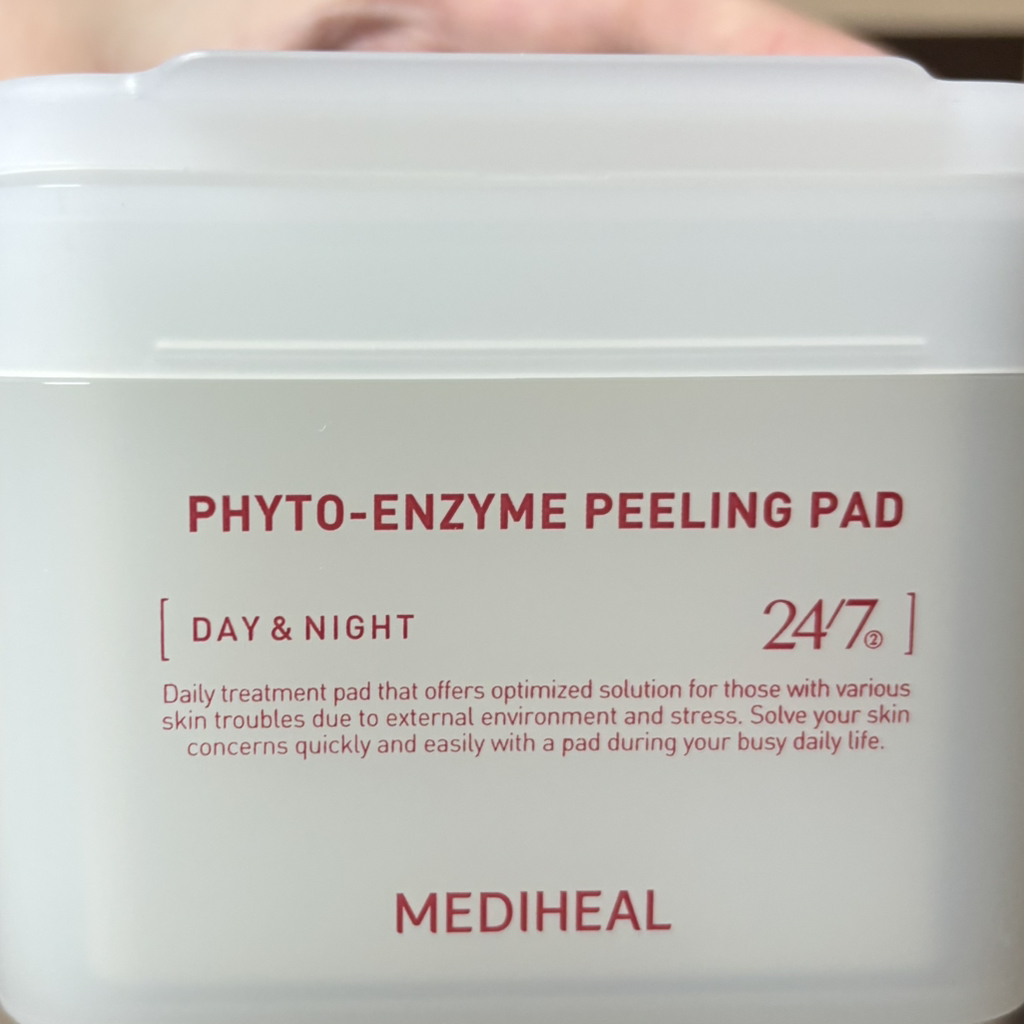 PHYTO-ENZYME PEELING PAD
[ DAY & NIGHT 24/7② ]
Daily treatment pad that offers optimized solution for those with various
skin troubles due to external environment and stress. Solve your skin
concerns quickly and easily with a pad during your busy daily life.
MEDIHEAL